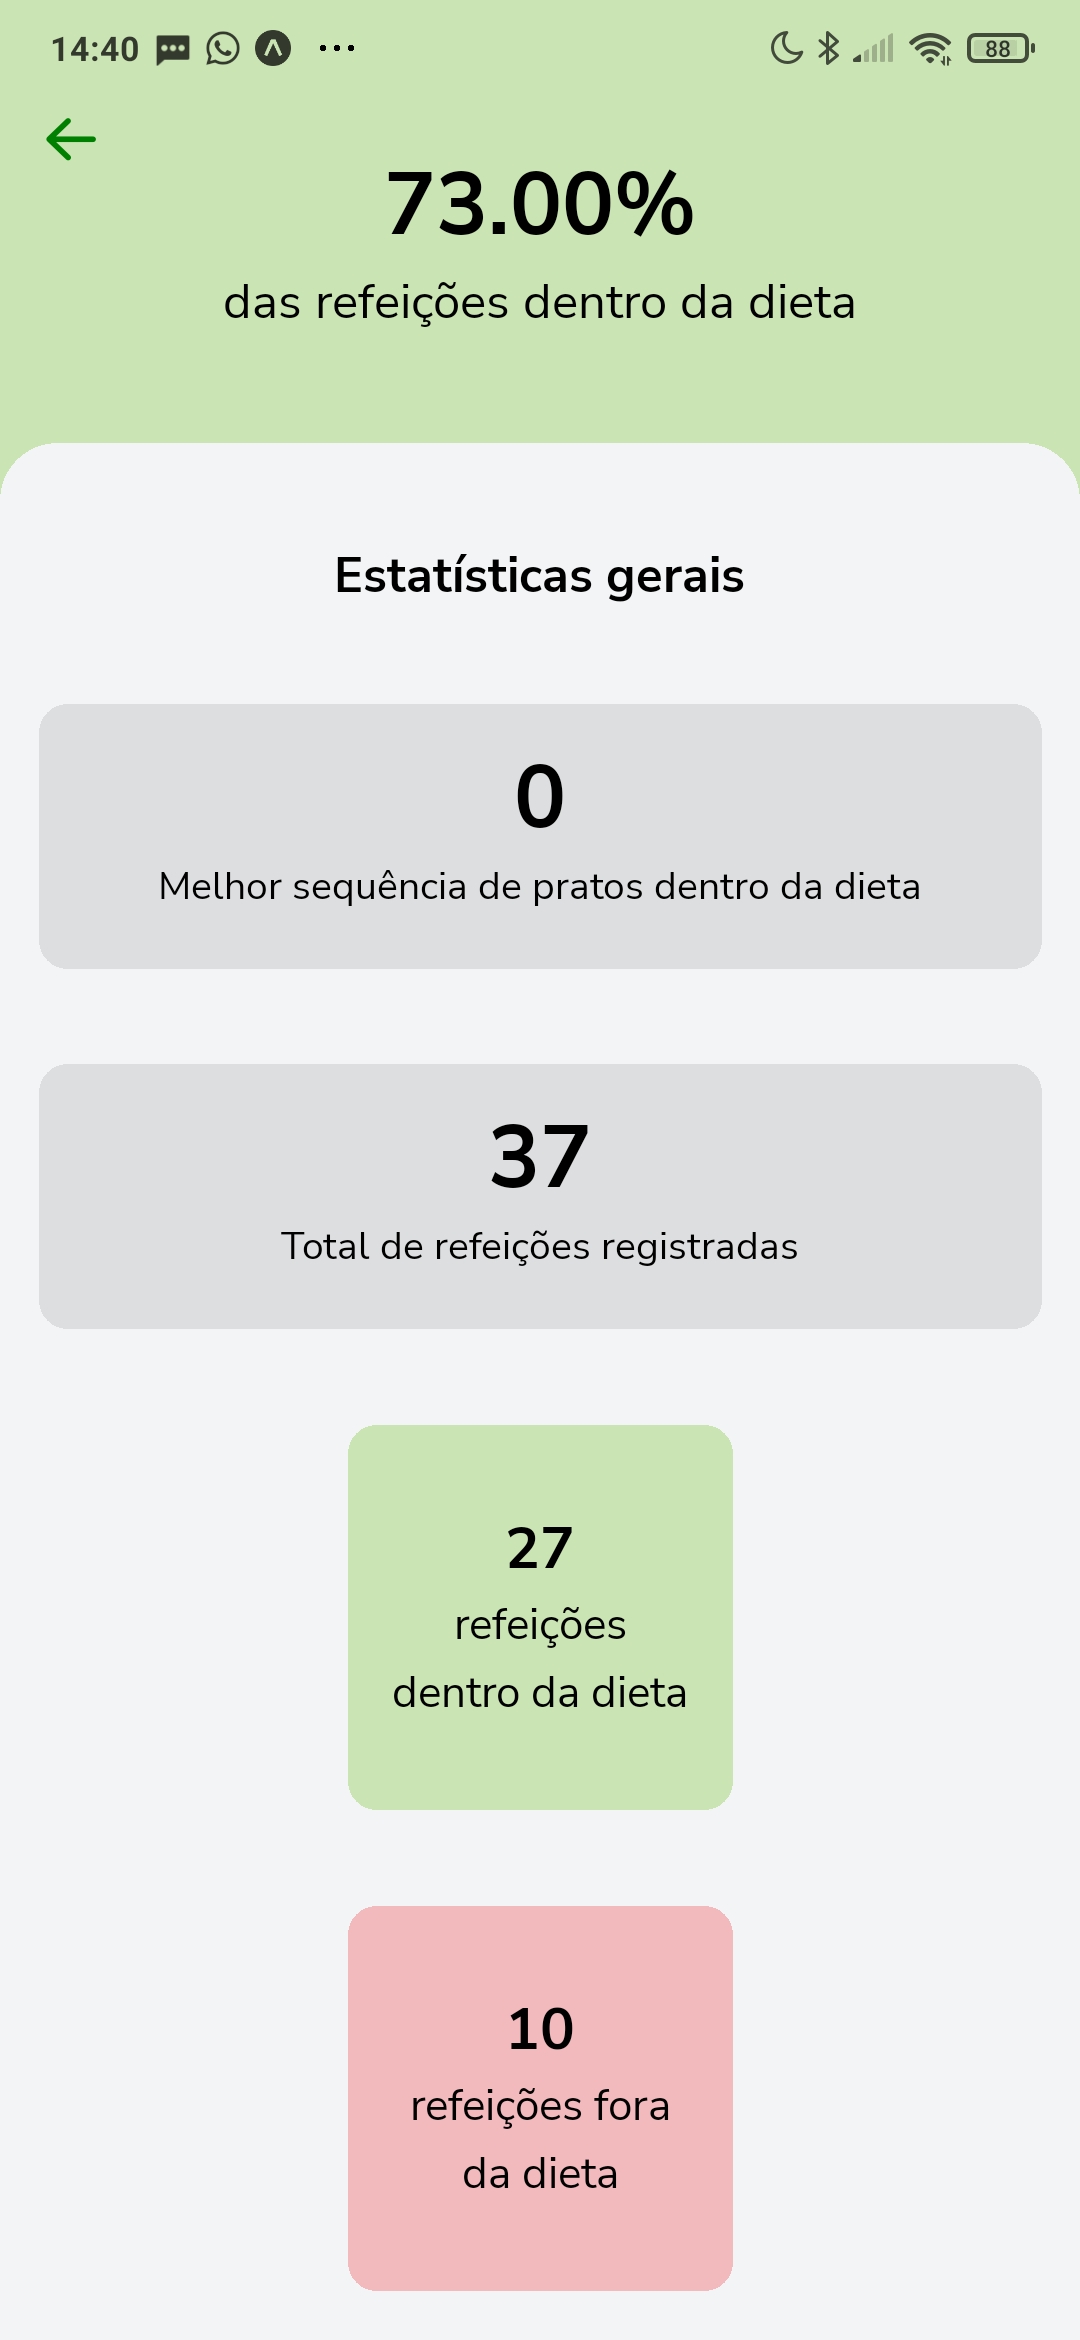 14:40
88
73.00%
das refeições dentro da dieta
Estatísticas gerais
0
Melhor sequência de pratos dentro da dieta
37
Total de refeições registradas
27
refeições
dentro da dieta
10
refeições fora
da dieta